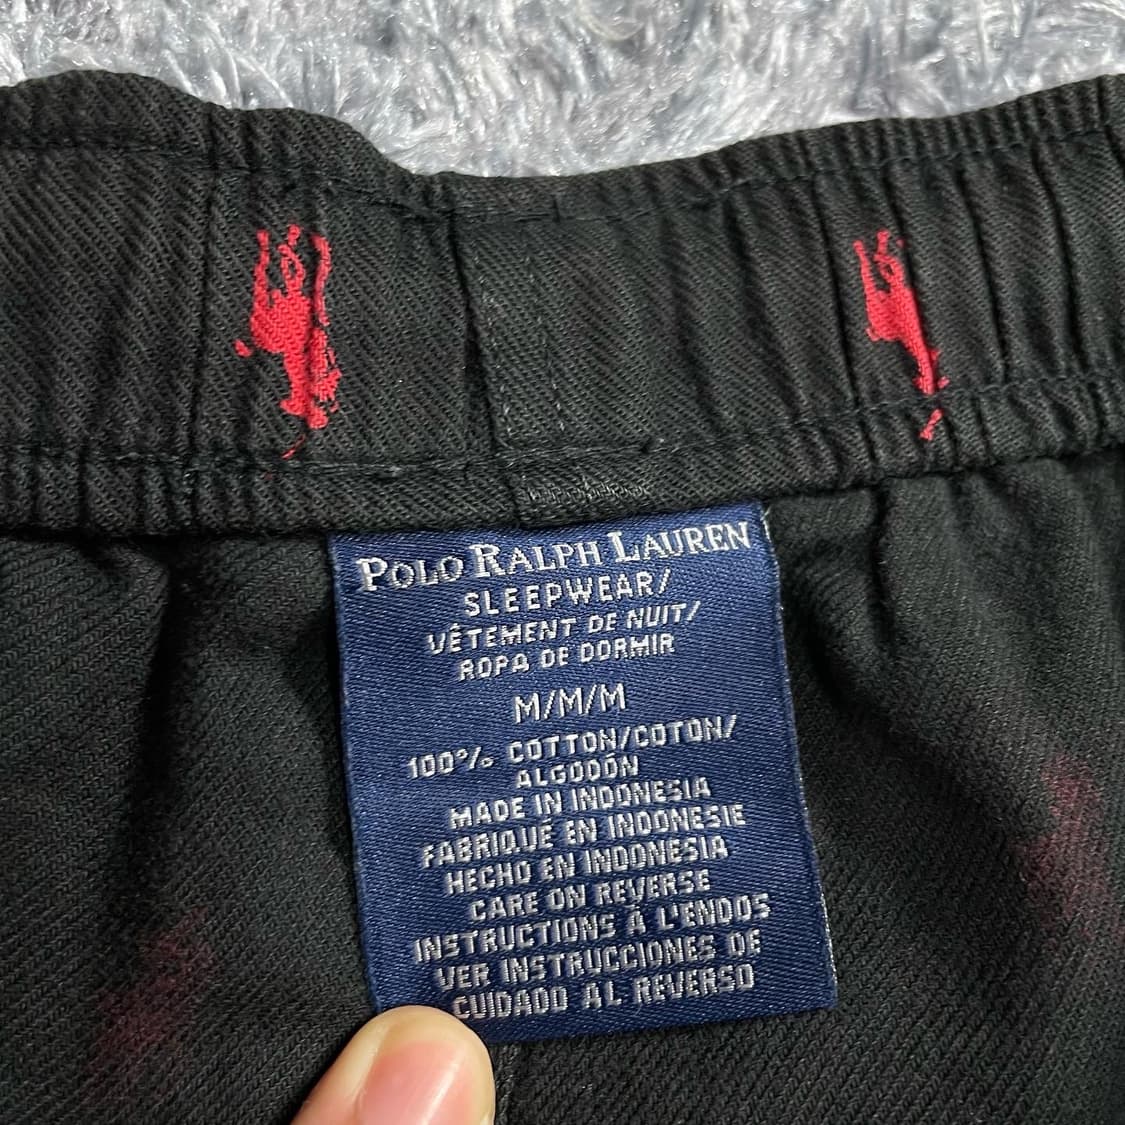 POLO RALPH LAUREN
SLEEPWEAR/
VÊTEMENT DE NUIT/
ROPA DE DORMIR
M/M/M
100% COTTON/COTON/
ALGODÓN
MADE IN INDONESIA
FABRIQUE EN INDONESIE
HECHO EN INDONESIA
CARE ON REVERSE
INSTRUCTIONS À L'ENDOS
VER INSTRUCCIONES DE
CUIDADO AL REVERSO